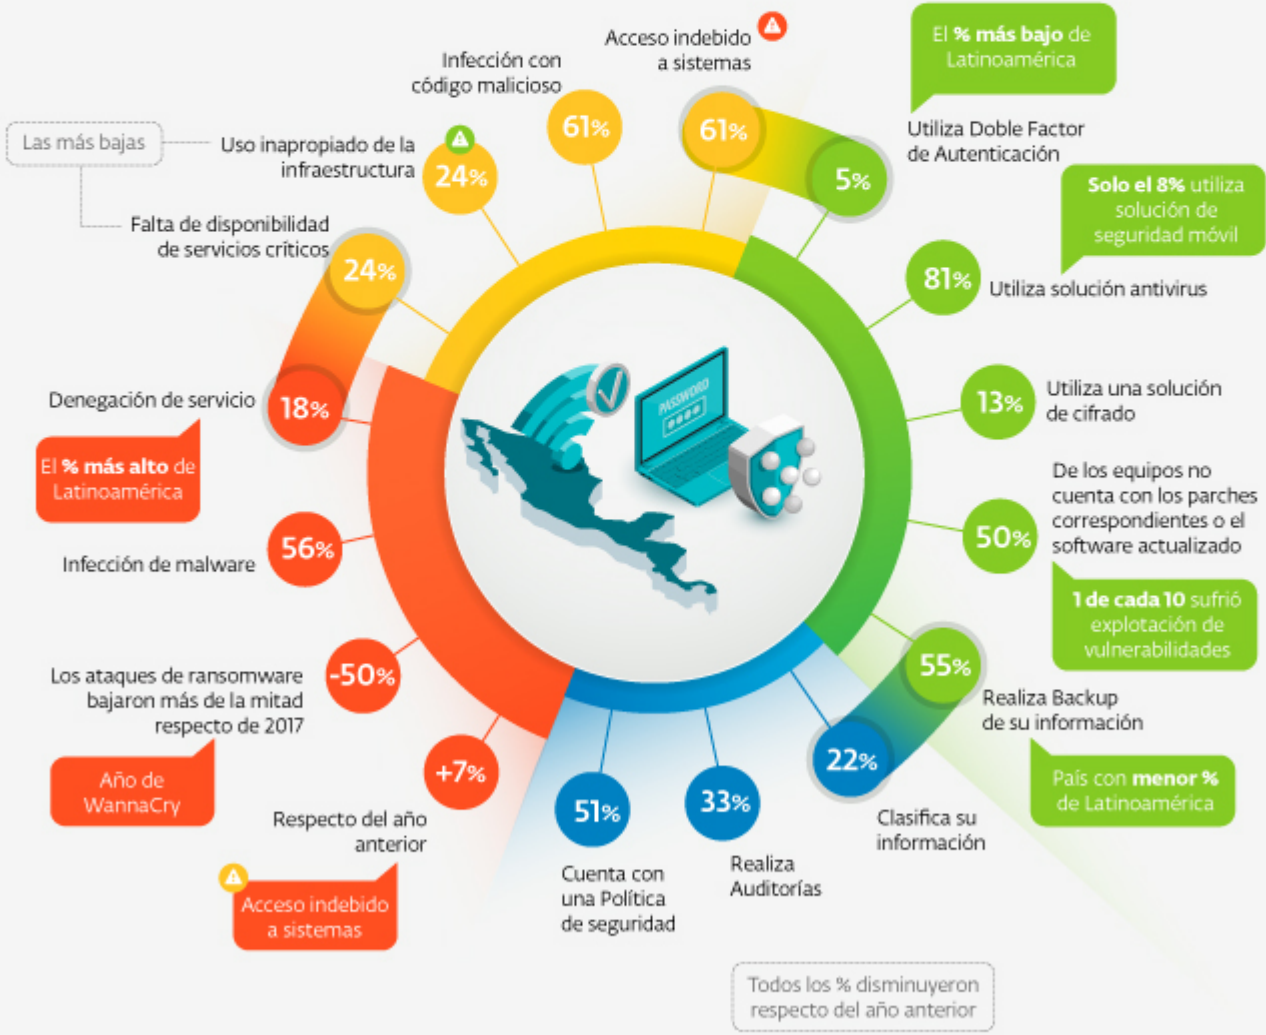 Acceso indebido
a sistemas
61%
Infección con
código malicioso
61%
Las más bajas
Uso inapropiado de la
infraestructura
24%
Falta de disponibilidad
de servicios críticos
24%
El % más bajo de
Latinoamérica
Utiliza Doble Factor
de Autenticación
5%
Solo el 8% utiliza
solución de
seguridad móvil
81%
Utiliza solución antivirus
13%
Utiliza una solución
de cifrado
50%
De los equipos no
cuenta con los parches
correspondientes o el
software actualizado
1 de cada 10 sufrió
explotación de
vulnerabilidades
55%
Realiza Backup
de su información
País con menor %
de Latinoamérica
PASSWORD
Denegación de servicio
18%
El % más alto de
Latinoamérica
Infección de malware
56%
Los ataques de ransomware
bajaron más de la mitad
respecto de 2017
-50%
Año de
WannaCry
+7%
Respecto del año
anterior
Acceso indebido
a sistemas
51%
Cuenta con
una Política
de seguridad
33%
Realiza
Auditorías
22%
Clasifica su
información
Todos los % disminuyeron
respecto del año anterior